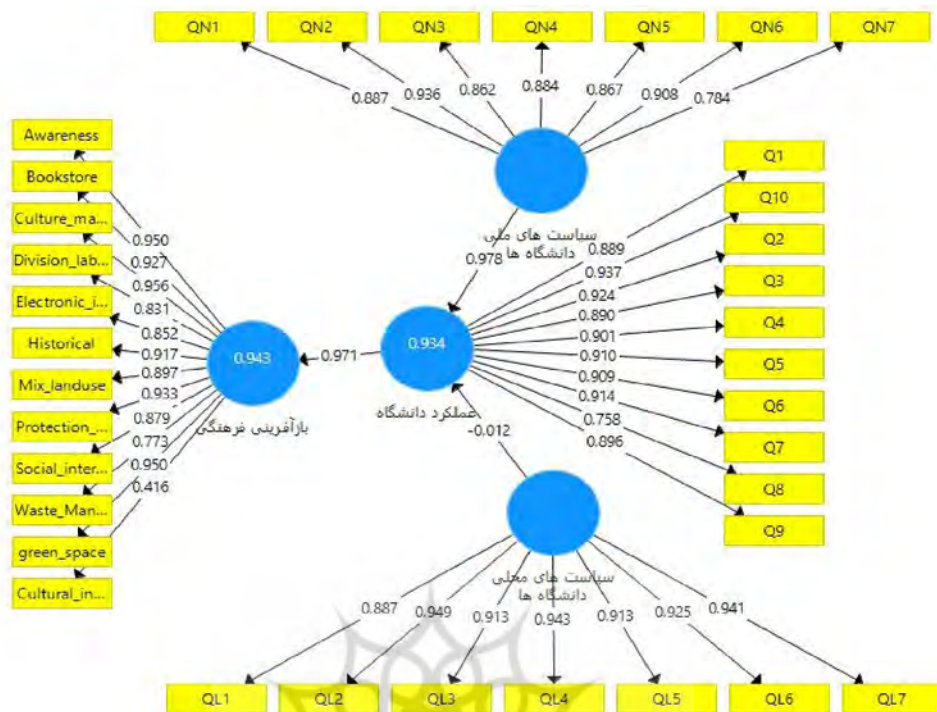 QN1 QN2 QN3 QN4 QN5 QN6 QN7
0.887 0.936 0.862 0.884 0.867 0.908 0.784
سیاست های ملی
دانشگاه ها
0.978
Awareness
Bookstore
Culture_ma...
Division_lab...
Electronic_i...
Historical
Mix_landuse
Protection_...
Social_inter...
Waste_Man...
green_space
Cultural_in...
0.950
0.927
0.956
0.831
0.852
0.917
0.897
0.933
0.879
0.773
0.950
0.416
0.943
بازآفرینی فرهنگی
0.971
0.934
عملکرد دانشگاه
-0.012
0.889
0.937
0.924
0.890
0.901
0.910
0.909
0.914
0.758
0.896
Q1
Q10
Q2
Q3
Q4
Q5
Q6
Q7
Q8
Q9
سیاست های محلی
دانشگاه ها
0.887 0.949 0.913 0.943 0.913 0.925 0.941
QL1 QL2 QL3 QL4 QL5 QL6 QL7